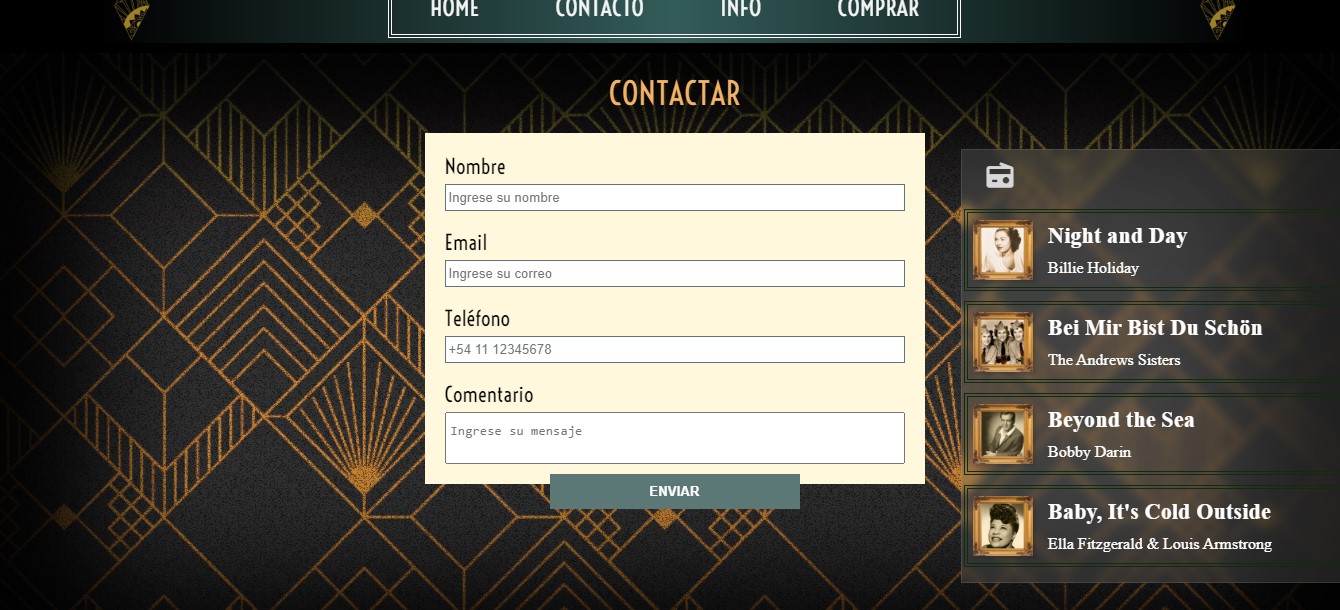 HOME CONTACTO INFO COMPRAR
CONTACTAR
Nombre
Ingrese su nombre
Email
Ingrese su correo
Teléfono
+54 11 12345678
Comentario
Ingrese su mensaje
ENVIAR
Night and Day
Billie Holiday
Bei Mir Bist Du Schön
The Andrews Sisters
Beyond the Sea
Bobby Darin
Baby, It's Cold Outside
Ella Fitzgerald & Louis Armstrong